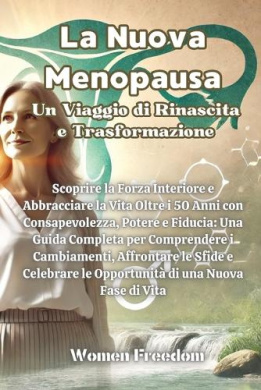 La Nuova
Menopausa
Un Viaggio di Rinascita
e Trasformazione
Scoprire la Forza Interiore e
Abbracciare la Vita Oltre i 50 Anni con
Consapevolezza, Potere e Fiducia: Una
Guida Completa per Comprendere i
Cambiamenti, Affrontare le Sfide e
Celebrare le Opportunità di una Nuova
Fase di Vita
Women Freedom